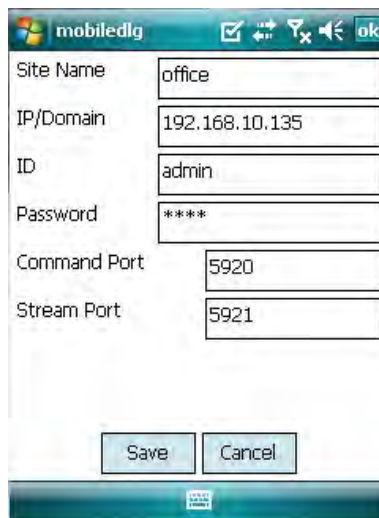 mobiledlg ok
Site Name office
IP/Domain 192.168.10.135
ID admin
Password ****
Command Port 5920
Stream Port 5921
Save Cancel